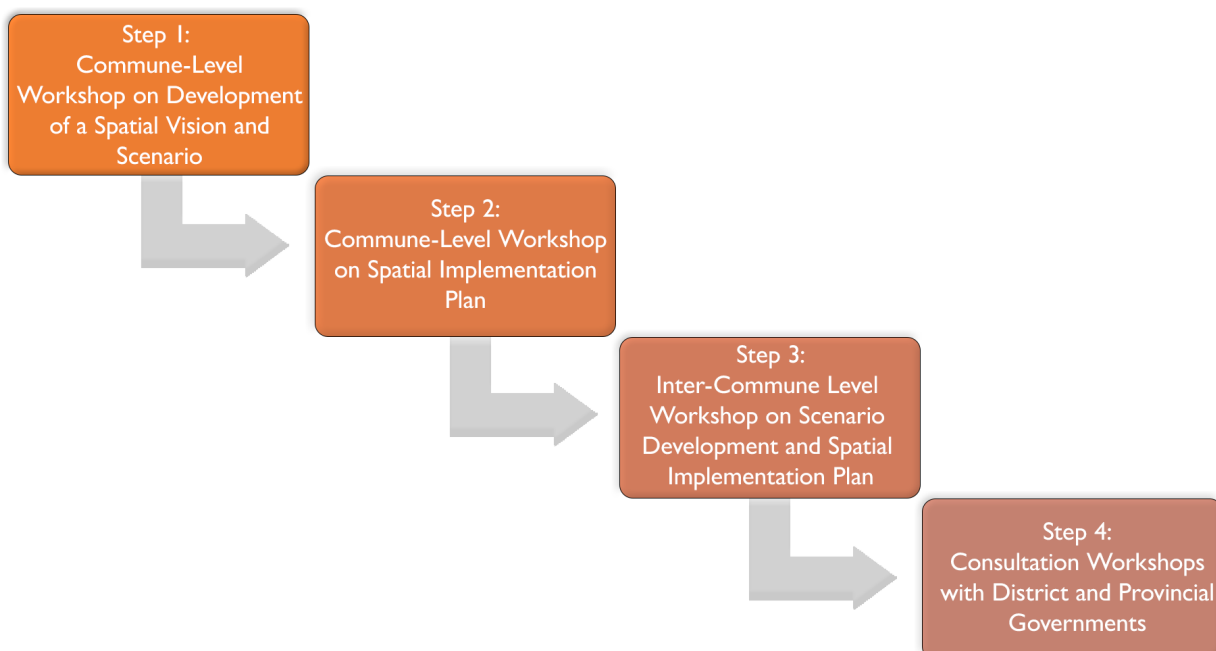 Step 1:
Commune-Level
Workshop on Development
of a Spatial Vision and
Scenario
Step 2:
Commune-Level Workshop
on Spatial Implementation
Plan
Step 3:
Inter-Commune Level
Workshop on Scenario
Development and Spatial
Implementation Plan
Step 4:
Consultation Workshops
with District and Provincial
Governments